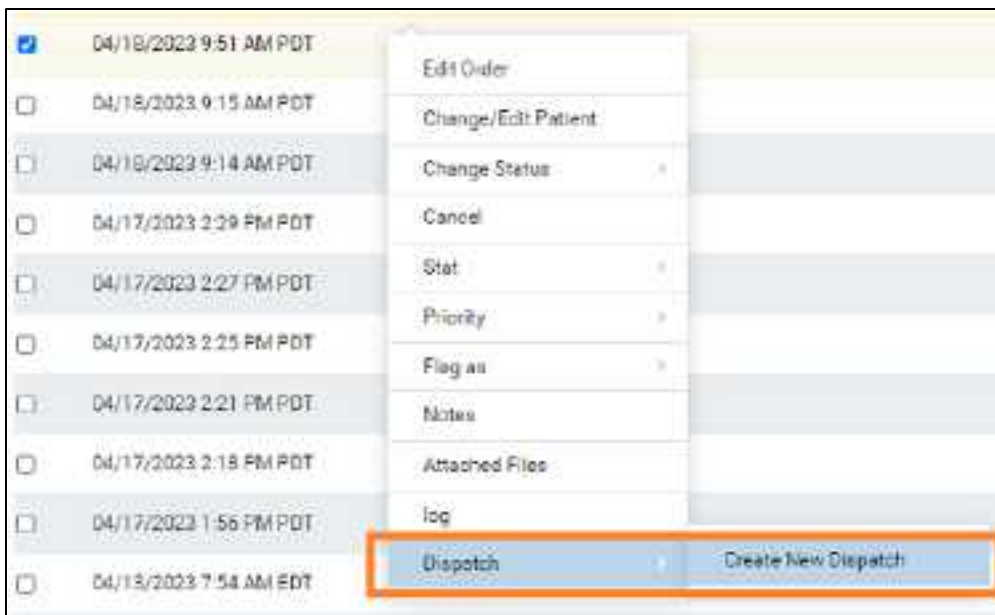 04/18/2023 9:51 AM PDT
Edit Order
04/18/2023 9:15 AM PDT
Change/Edit Patient
04/18/2023 9:14 AM PDT
Change Status
04/17/2023 2:29 PM PDT
Cancel
04/17/2023 2:27 PM PDT
Stat
04/17/2023 2:25 PM PDT
Priority
Flag as
04/17/2023 2:21 PM PDT
Notes
04/17/2023 2:18 PM PDT
Attached Files
04/17/2023 1:56 PM PDT
log
Dispatch
Create New Dispatch
04/13/2023 7:54 AM EDT